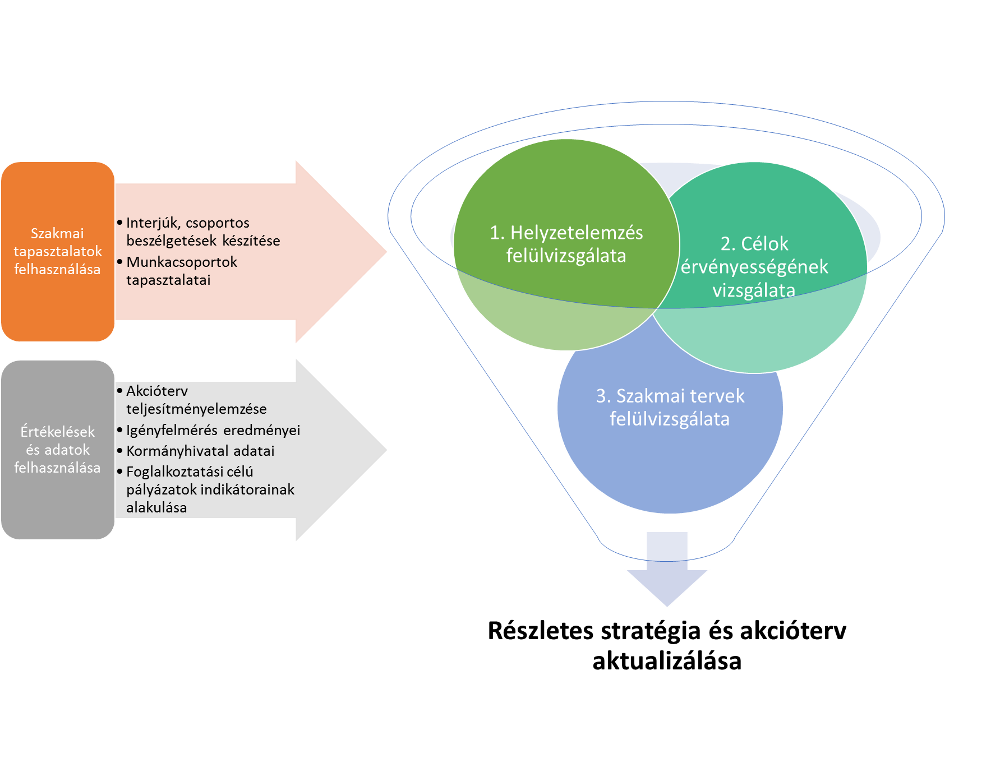 Szakmai
tapasztalatok
felhasználása
• Interjúk, csoportos
beszélgetések készítése
• Munkacsoportok
tapasztalatai
Értékelések
és adatok
felhasználása
• Akcióterv
teljesítményelemzése
• Igényfelmérés eredményei
• Kormányhivatal adatai
• Foglalkoztatási célú
pályázatok indikátorainak
alakulása
1. Helyzetelemzés
felülvizsgálata
2. Célok
érvényességének
vizsgálata
3. Szakmai tervek
felülvizsgálata
Részletes stratégia és akcióterv
aktualizálása